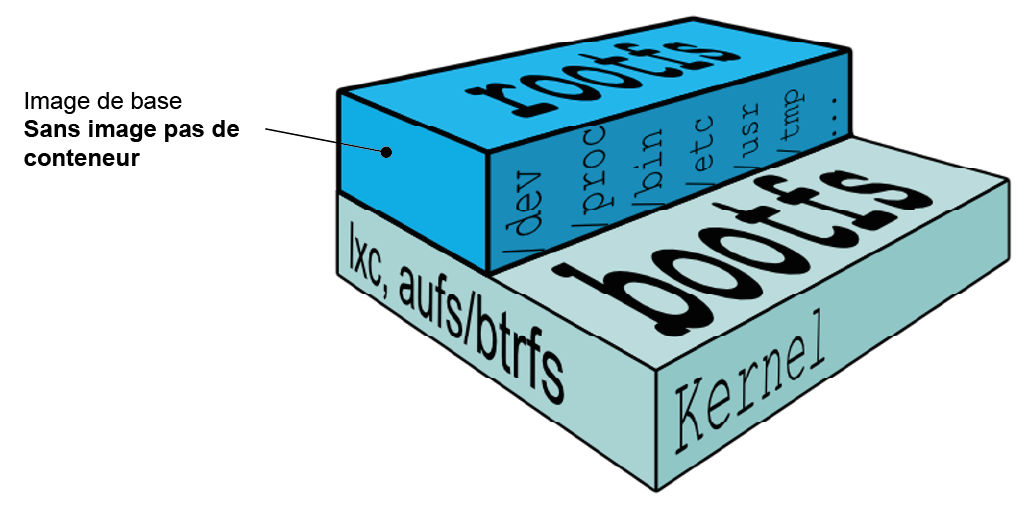 Image de base
Sans image pas de
conteneur
rootfs
/dev
/proc
/bin
/etc
/usr
/tmp
...
bootfs
lxc, aufs/btrfs
Kernel